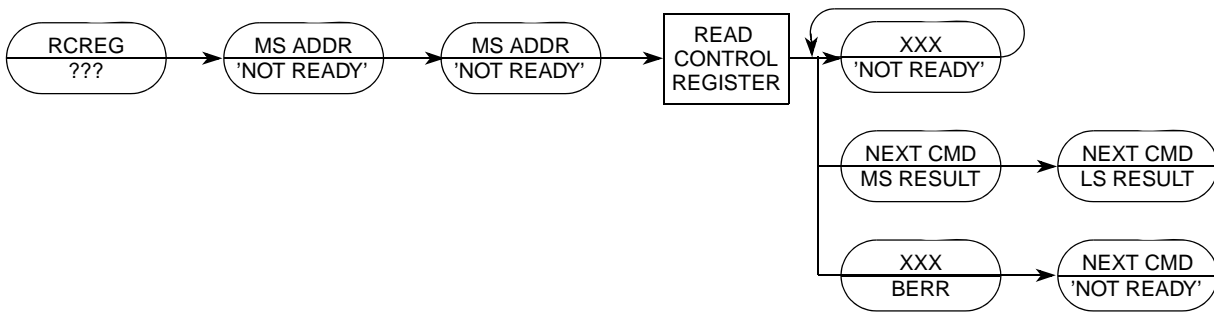 RCREG
???
MS ADDR
'NOT READY'
MS ADDR
'NOT READY'
READ
CONTROL
REGISTER
XXX
'NOT READY'
NEXT CMD
MS RESULT
NEXT CMD
LS RESULT
XXX
BERR
NEXT CMD
'NOT READY'